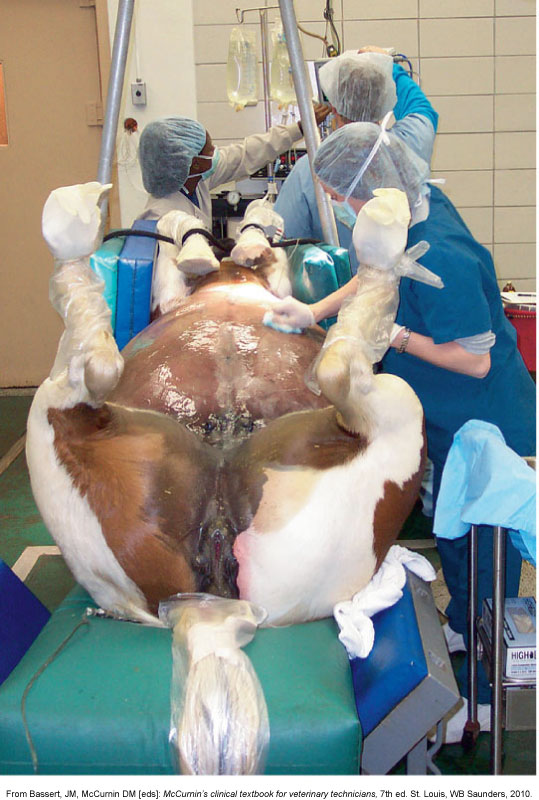 HIGH
From Bassert, JM, McCurnin DM [eds]: McCurnin's clinical textbook for veterinary technicians, 7th ed. St. Louis, WB Saunders, 2010.